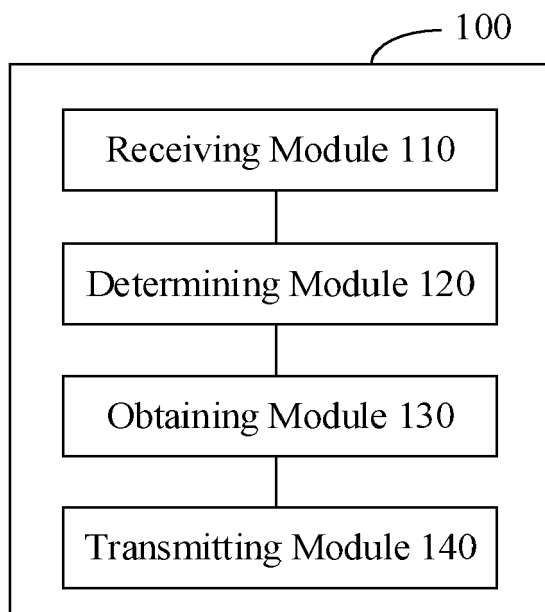 100
Receiving Module 110
Determining Module 120
Obtaining Module 130
Transmitting Module 140